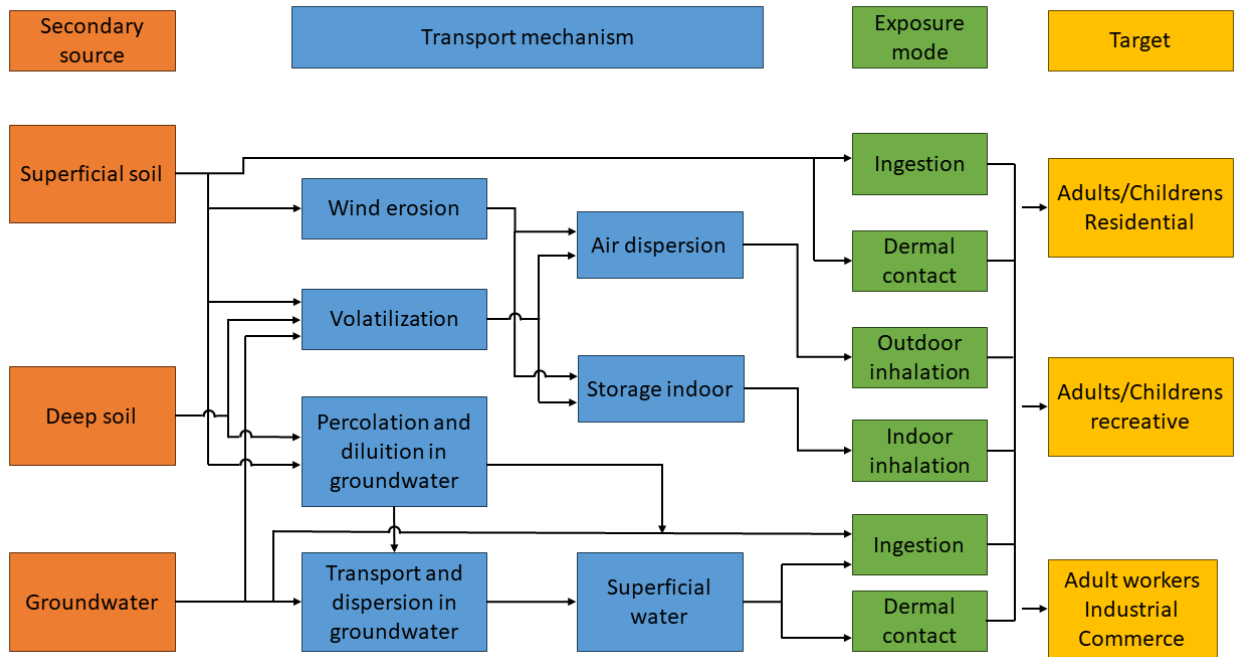 Secondary
source
Transport mechanism
Exposure
mode
Target
Superficial soil
Ingestion
Wind erosion
Adults/Childrens
Residential
Air dispersion
Dermal
contact
Volatilization
Outdoor
inhalation
Storage indoor
Deep soil
Adults/Childrens
recreative
Percolation and
diluition in
groundwater
Indoor
inhalation
Ingestion
Groundwater
Transport and
dispersion in
groundwater
Superficial
water
Dermal
contact
Adult workers
Industrial
Commerce